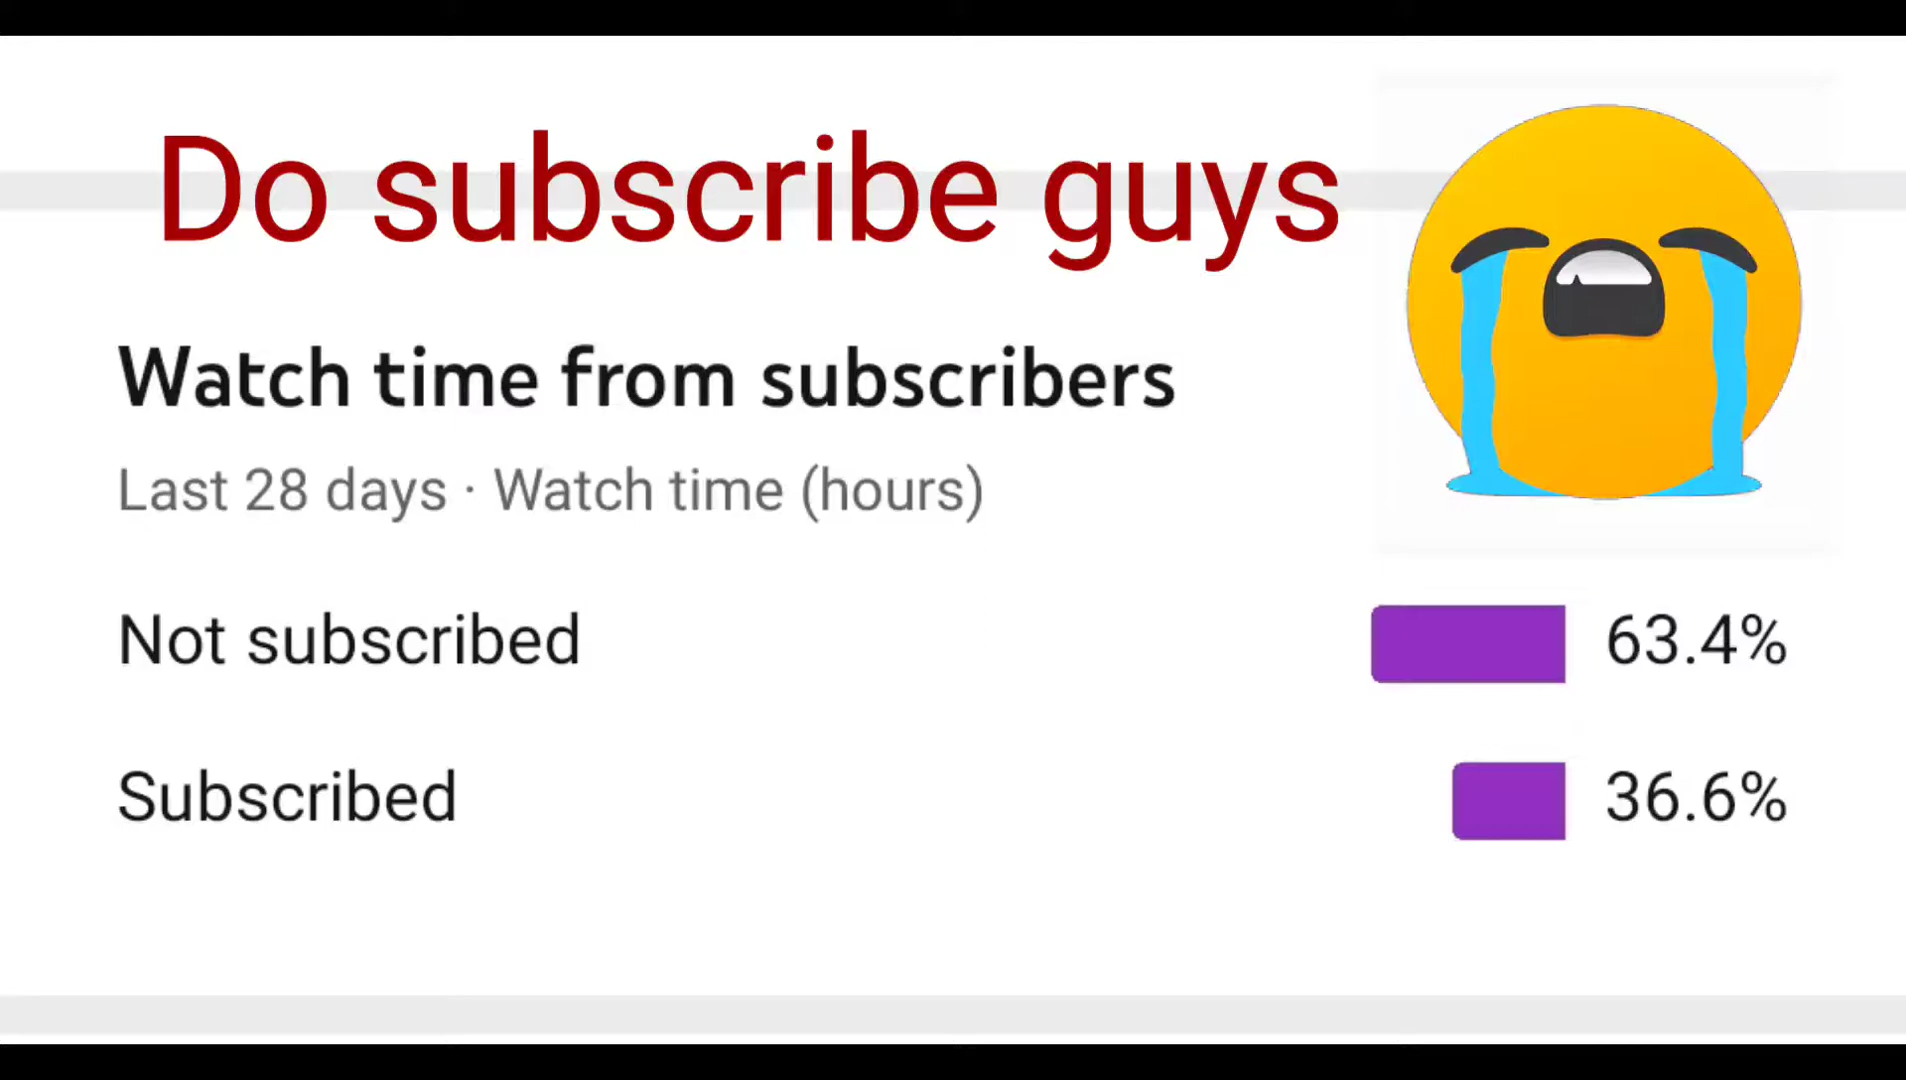 Do subscribe guys
Watch time from subscribers
Last 28 days · Watch time (hours)
Not subscribed 63.4%
Subscribed 36.6%